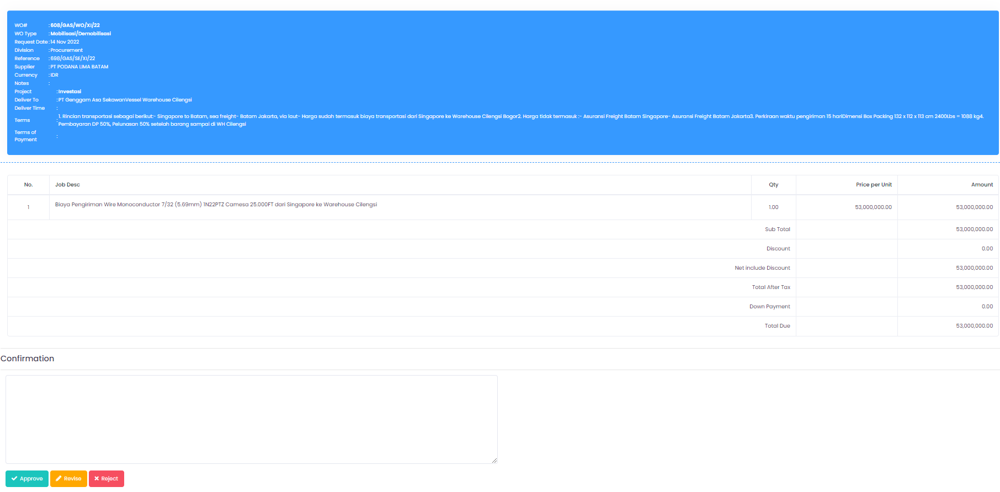 WO# : 608/GAS/WO/XI/22
WO Type : Mobilisasi/Demobilisasi
Request Date : 14 Nov 2022
Division : Procurement
Reference : 698/GAS/SE/XI/22
Supplier : PT PODANA LIMA BATAM
Currency : IDR
Notes :
Project : Investasi
Deliver To : PT Genggam Asa SekawanVessel Warehouse Cilengsi
Deliver Time :
Terms : 1. Rincian transportasi sebagai berikut:- Singapore to Batam, sea freight- Batam Jakarta, via laut- Harga sudah termasuk biaya transportasi dari Singapore ke Warehouse Cilengsi Bogor2. Harga tidak termasuk :- Asuransi Freight Batam Singapore- Asuransi Freight Batam Jakarta3. Perkiraan waktu pengiriman 15 hariDimensi Box Packing 132 x 112 x 113 cm 2400Lbs = 1088 kg4.
Pembayaran DP 50%, Pelunasan 50% setelah barang sampai di WH Cilengsi
Terms of
Payment :
No. Job Desc Qty Price per Unit Amount
1 Biaya Pengiriman Wire Monoconductor 7/32 (5.69mm) 1N22PTZ Camesa 25.000FT dari Singapore ke Warehouse Cilengsi 1.00 53,000,000.00 53,000,000.00
Sub Total 53,000,000.00
Discount 0.00
Net include Discount 53,000,000.00
Total After Tax 53,000,000.00
Down Payment 0.00
Total Due 53,000,000.00
Confirmation
Approve Revise Reject